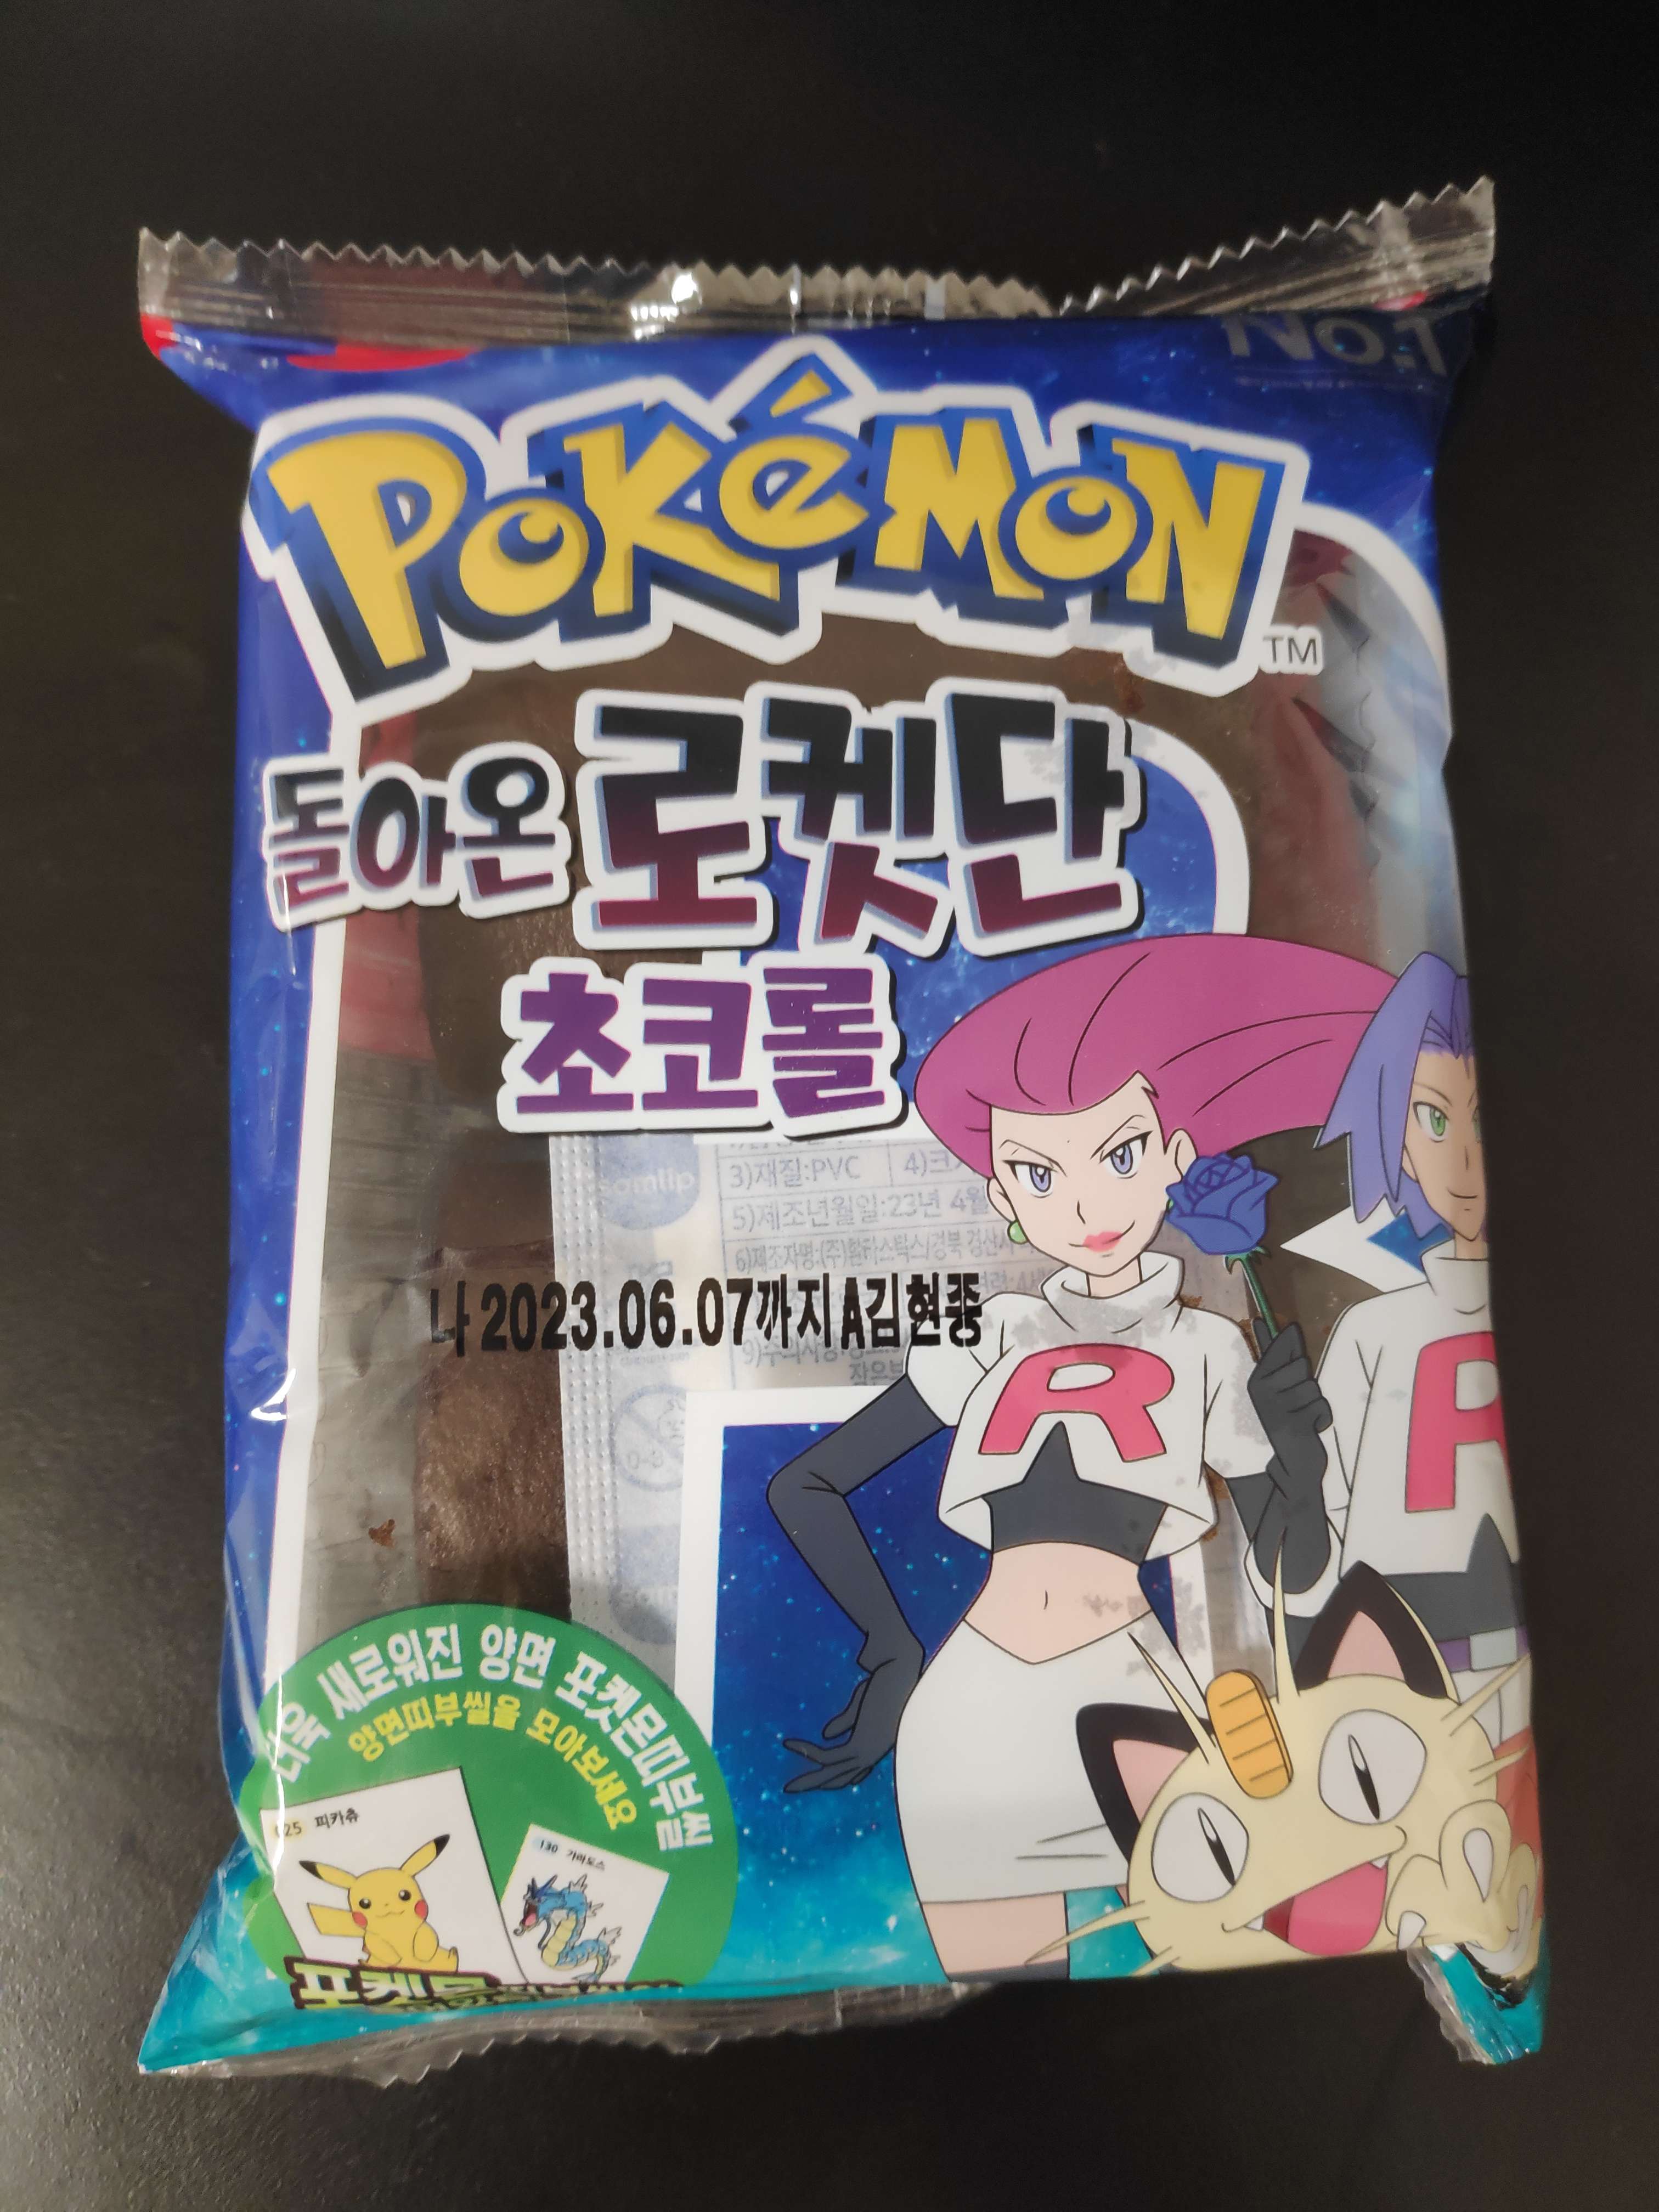 NO.1
POKéMON
TM
돌아온 로켓단
초코롤
3)재질:PVC
5)제조년월일:23년 4월
나 2023.06.07까지 A김현중
R
R
더욱 새로워진 양면 포켓몬띠부씰
양면띠부씰을 모아보세요
025 피카츄
130 갸라도스